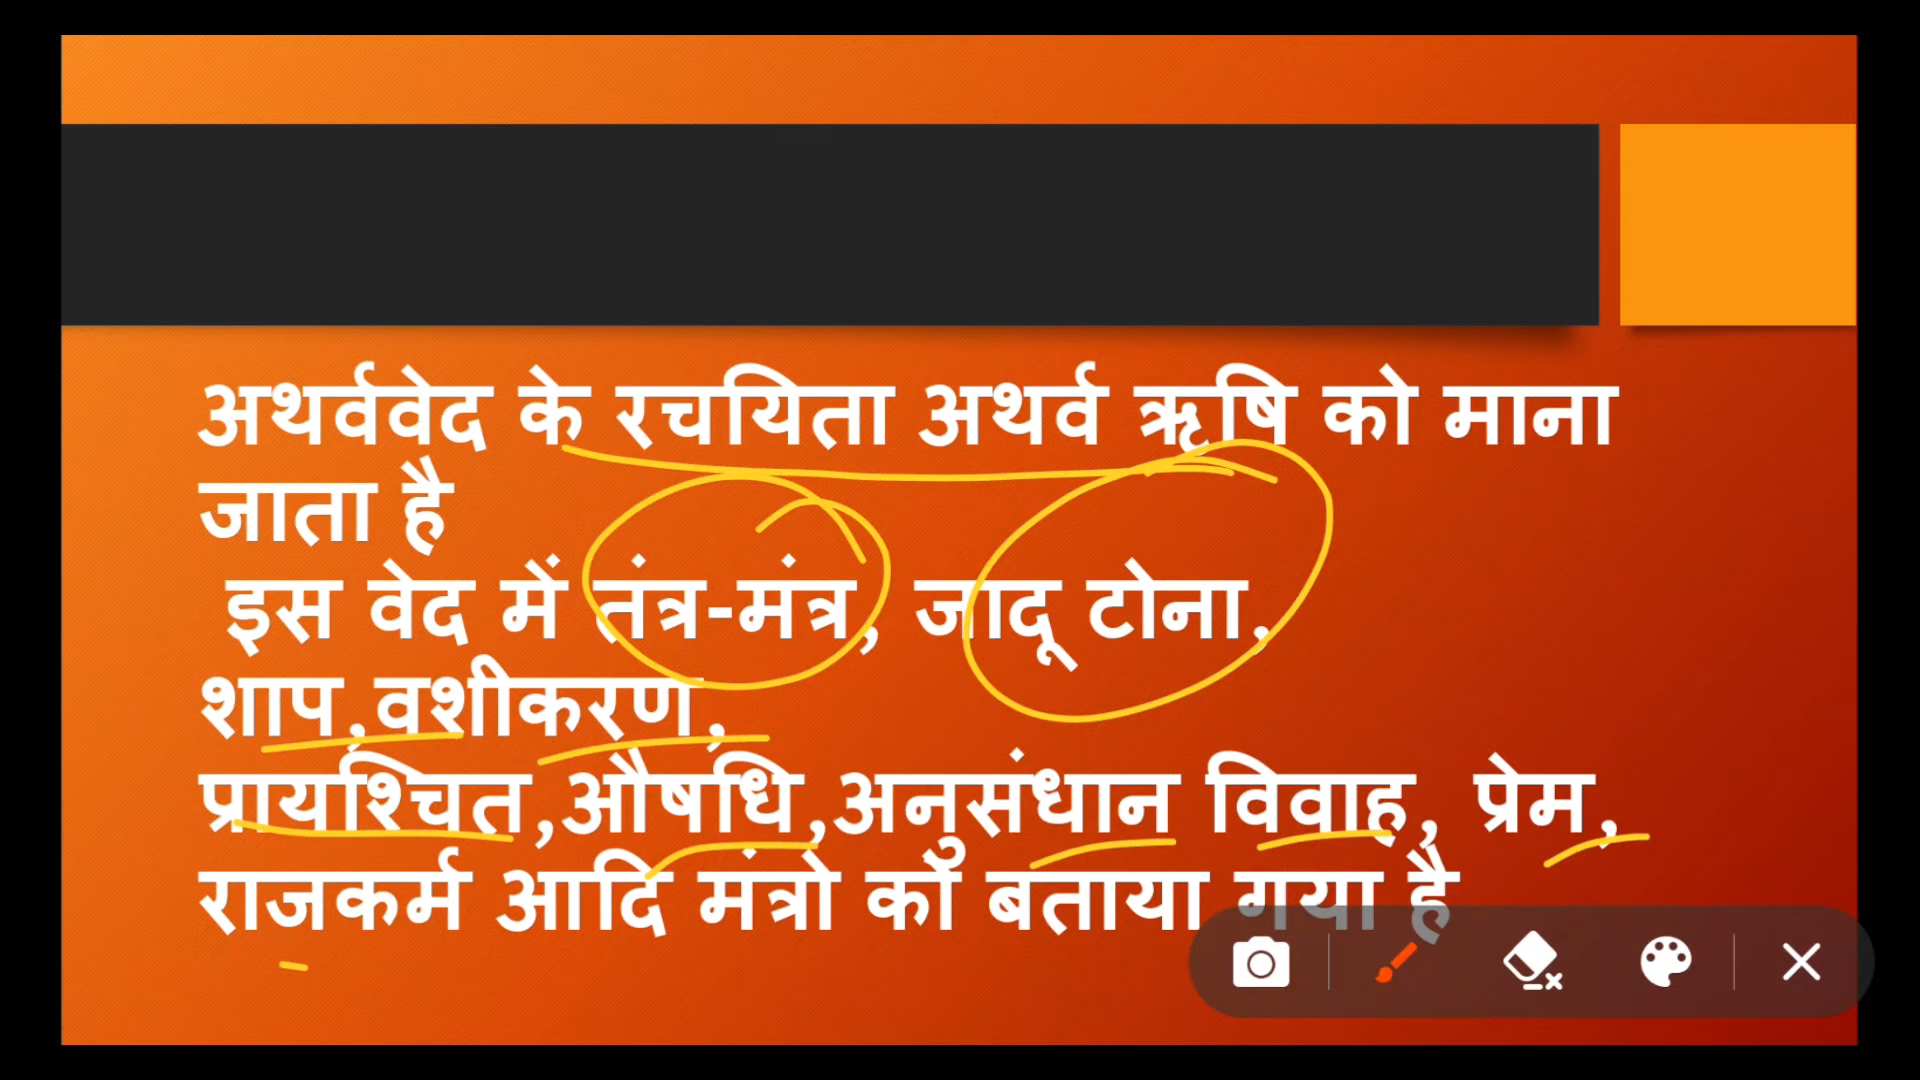 अथर्ववेद के रचयिता अथर्व ऋषि को माना
जाता है
इस वेद में तंत्र-मंत्र, जादू टोना,
शाप,वशीकरण,
प्रायश्चित,औषधि,अनुसंधान विवाह, प्रेम,
राजकर्म आदि मंत्रो को बताया गया है